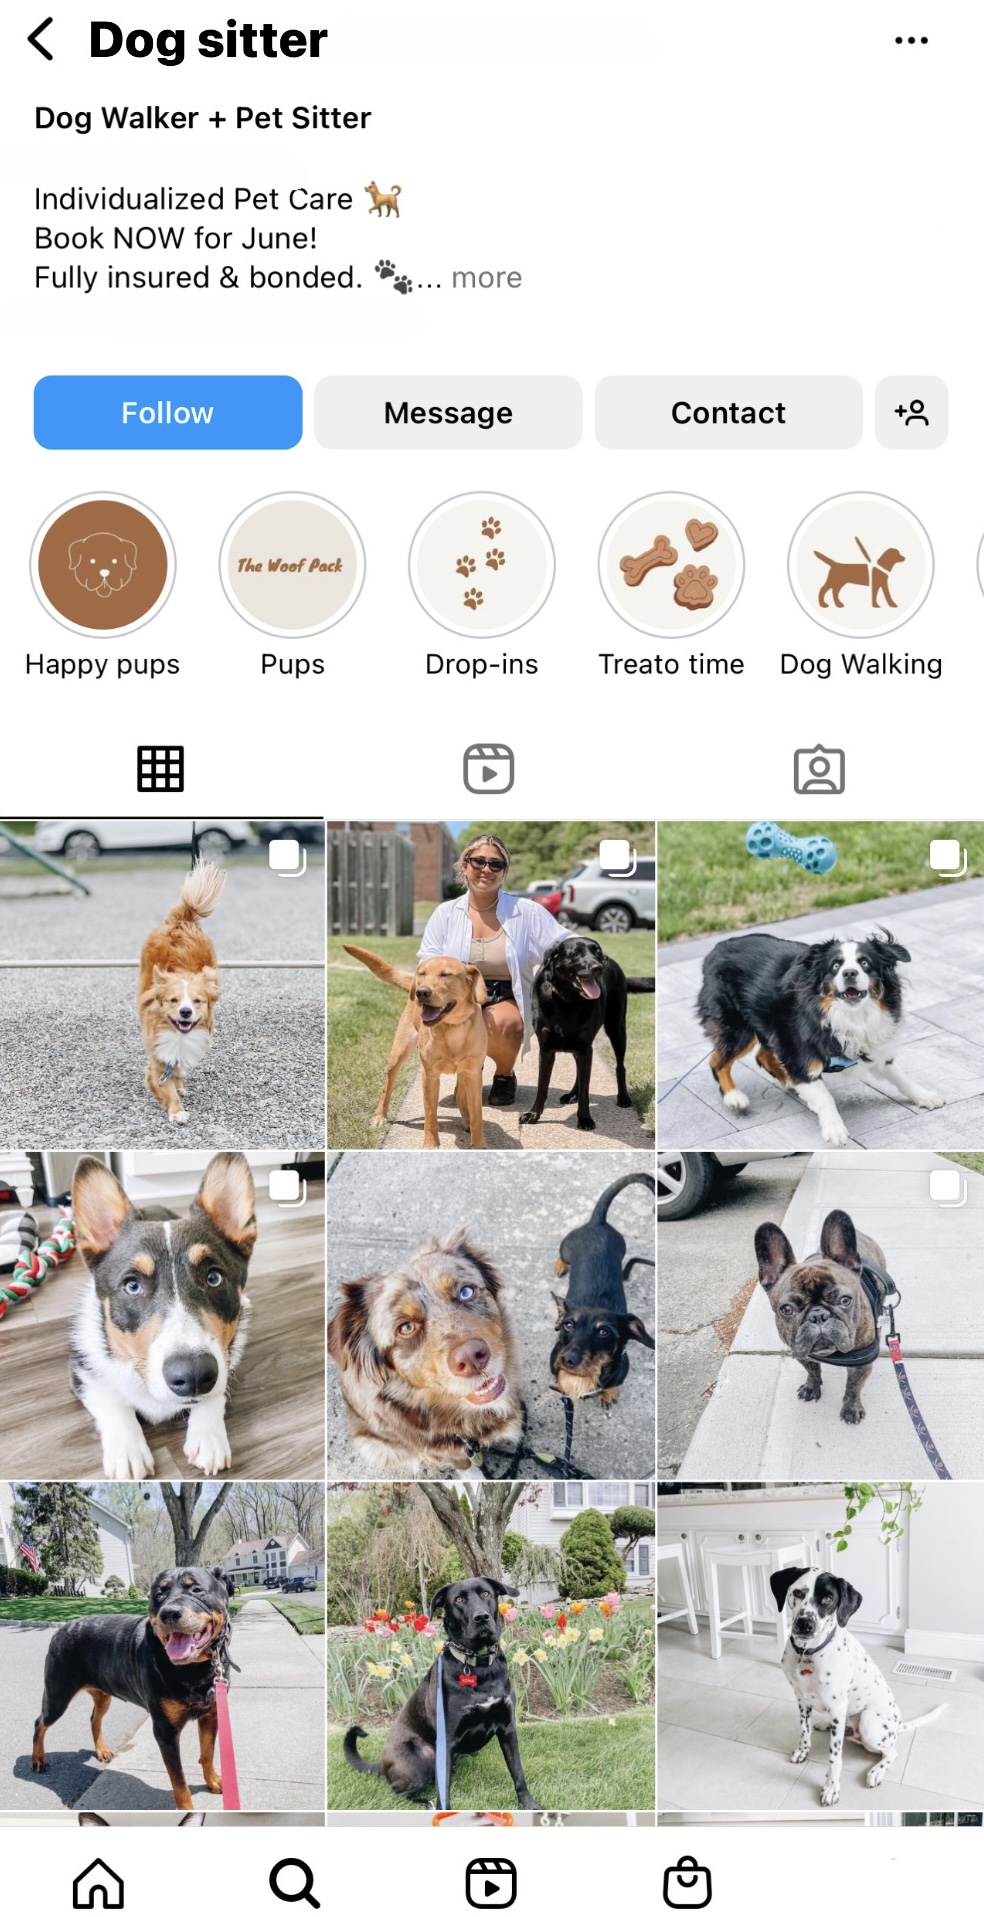 Dog sitter
Dog Walker + Pet Sitter
Individualized Pet Care
Book NOW for June!
Fully insured & bonded. ... more
Follow
Message
Contact
The Woof Pack
Happy pups
Pups
Drop-ins
Treato time
Dog Walking